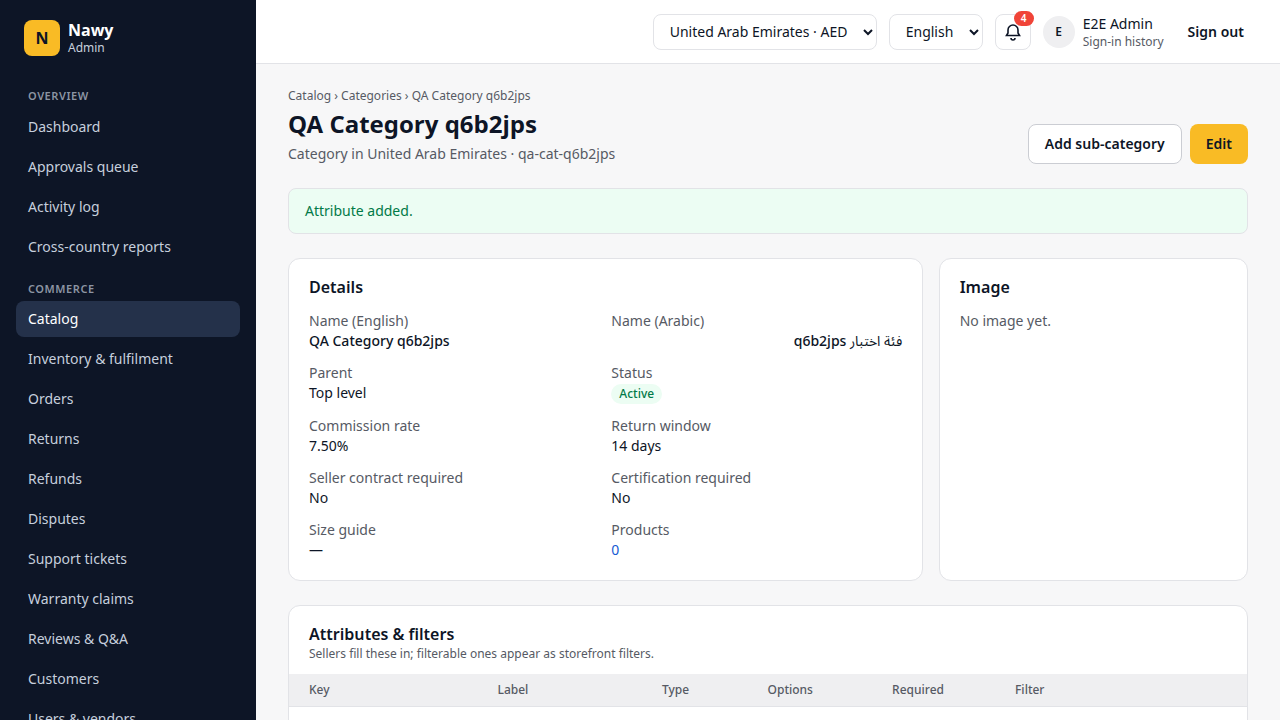 N
Nawy
Admin
OVERVIEW
Dashboard
Approvals queue
Activity log
Cross-country reports
COMMERCE
Catalog
Inventory & fulfilment
Orders
Returns
Refunds
Disputes
Support tickets
Warranty claims
Reviews & Q&A
Customers
Users & vendors
United Arab Emirates · AED
English
4
E
E2E Admin
Sign-in history
Sign out
Catalog › Categories › QA Category q6b2jps
QA Category q6b2jps
Category in United Arab Emirates · qa-cat-q6b2jps
Add sub-category
Edit
Attribute added.
Details
Name (English)
QA Category q6b2jps
Name (Arabic)
فئة اختبار q6b2jps
Parent
Top level
Status
Active
Commission rate
7.50%
Return window
14 days
Seller contract required
No
Certification required
No
Size guide
—
Products
0
Image
No image yet.
Attributes & filters
Sellers fill these in; filterable ones appear as storefront filters.
Key Label Type Options Required Filter